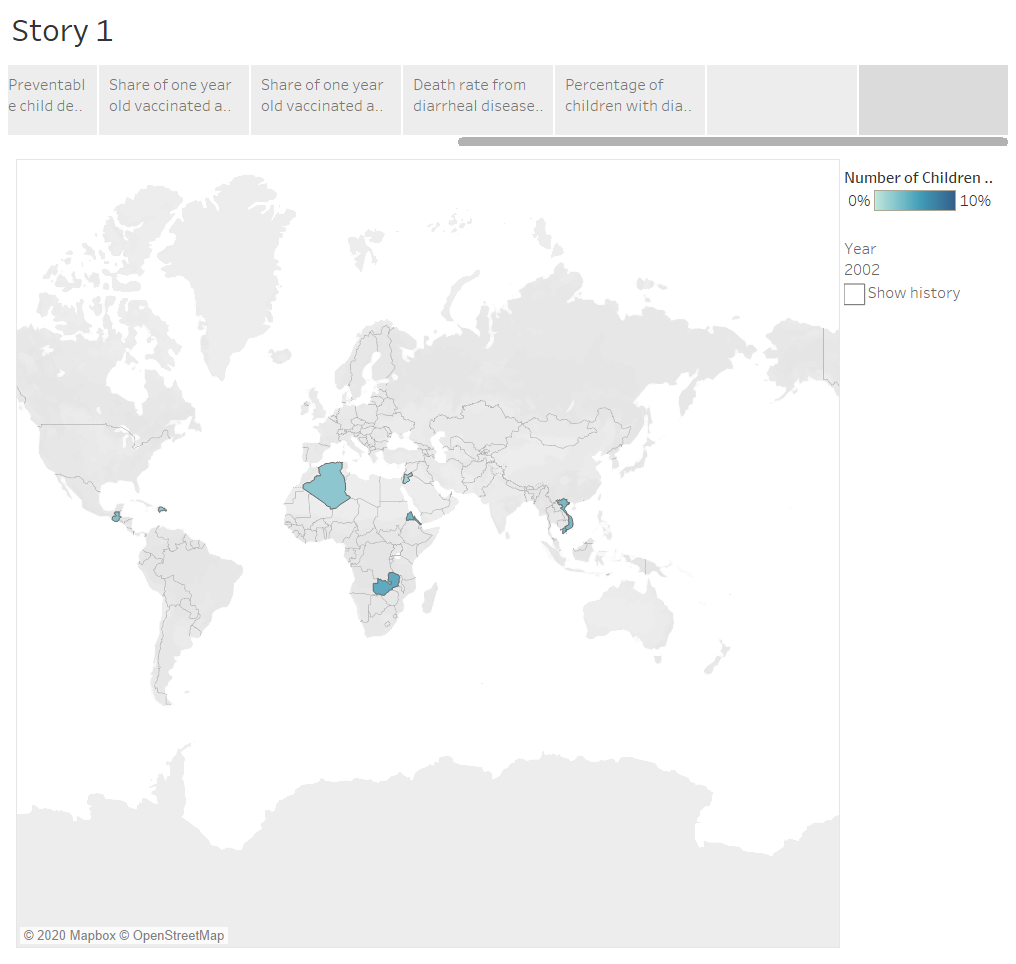 Story 1
Preventabl
e child de..
Share of one year
old vaccinated a..
Share of one year
old vaccinated a..
Death rate from
diarrheal disease..
Percentage of
children with dia..
Number of Children ..
0%
10%
Year
2002
Show history
© 2020 Mapbox © OpenStreetMap